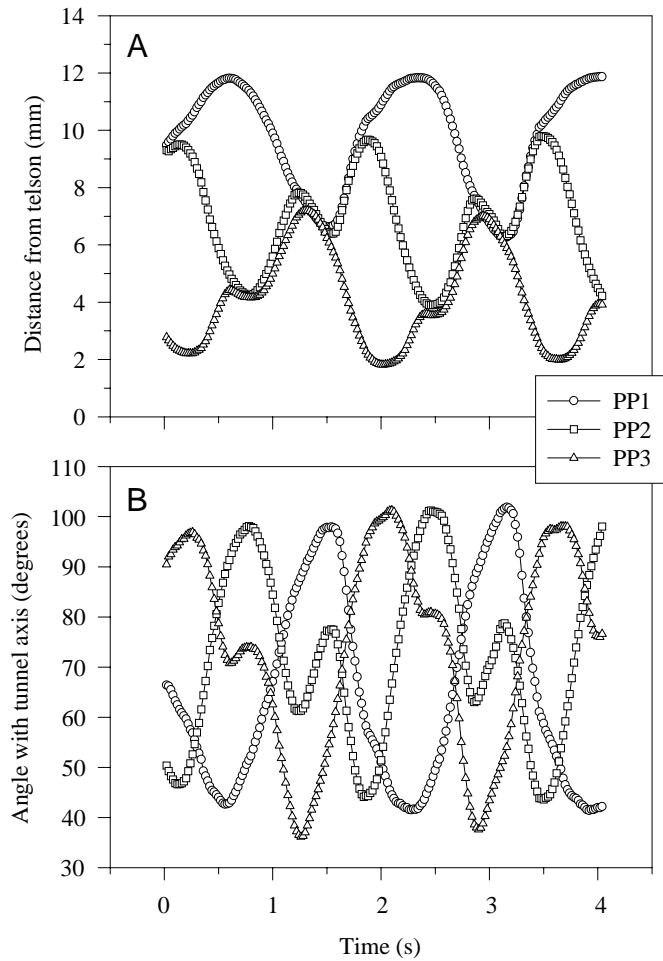 A
14
12
10
8
6
4
2
0
Distance from telson (mm)
PP1
PP2
PP3
B
110
100
90
80
70
60
50
40
30
Angle with tunnel axis (degrees)
0 1 2 3 4
Time (s)